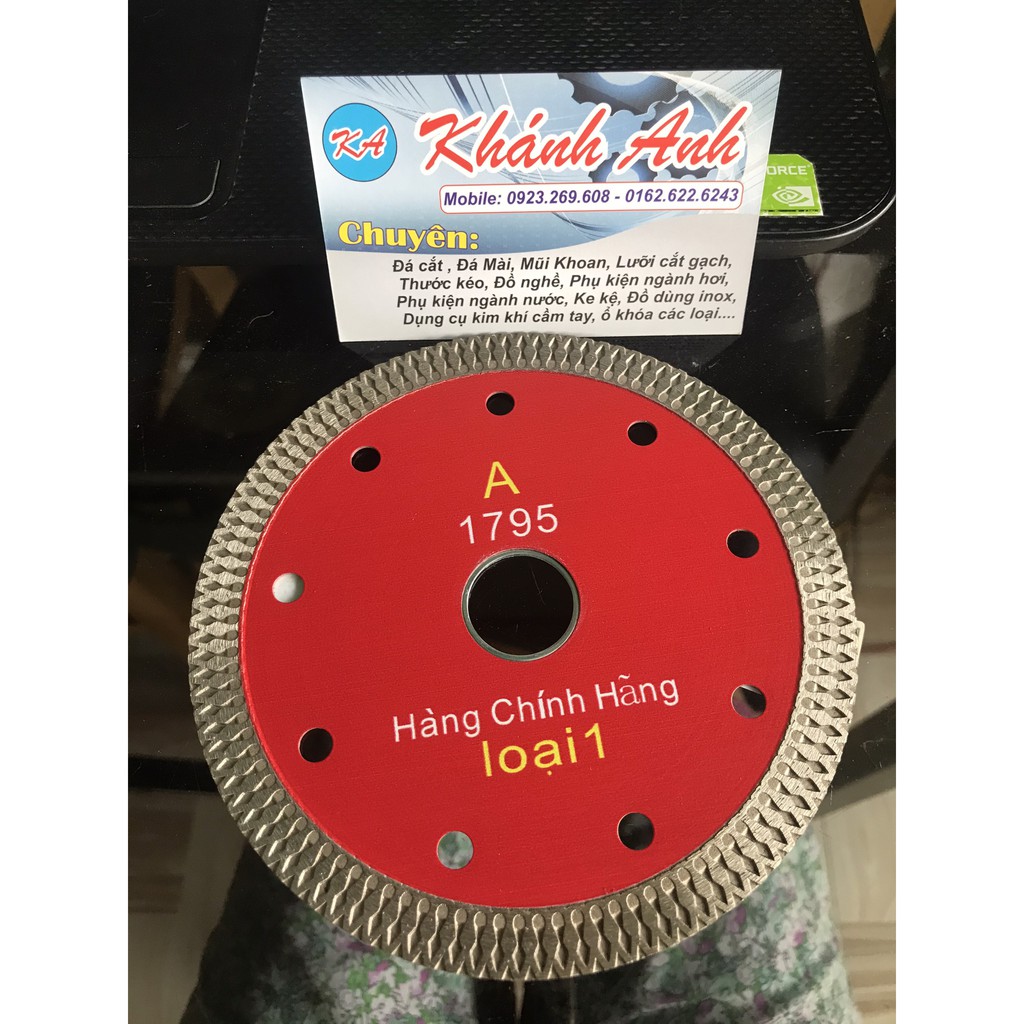 KA
Khánh Anh
Mobile: 0923.269.608 - 0162.622.6243
Chuyên:
Đá cắt , Đá Mài, Mũi Khoan, Lưỡi cắt gạch,
Thước kéo, Đồ nghề, Phụ kiện ngành hơi,
Phụ kiện ngành nước, Ke kệ, Đồ dùng inox,
Dụng cụ kim khí cầm tay, ổ khóa các loại....
A
1795
Hàng Chính Hãng
loại1